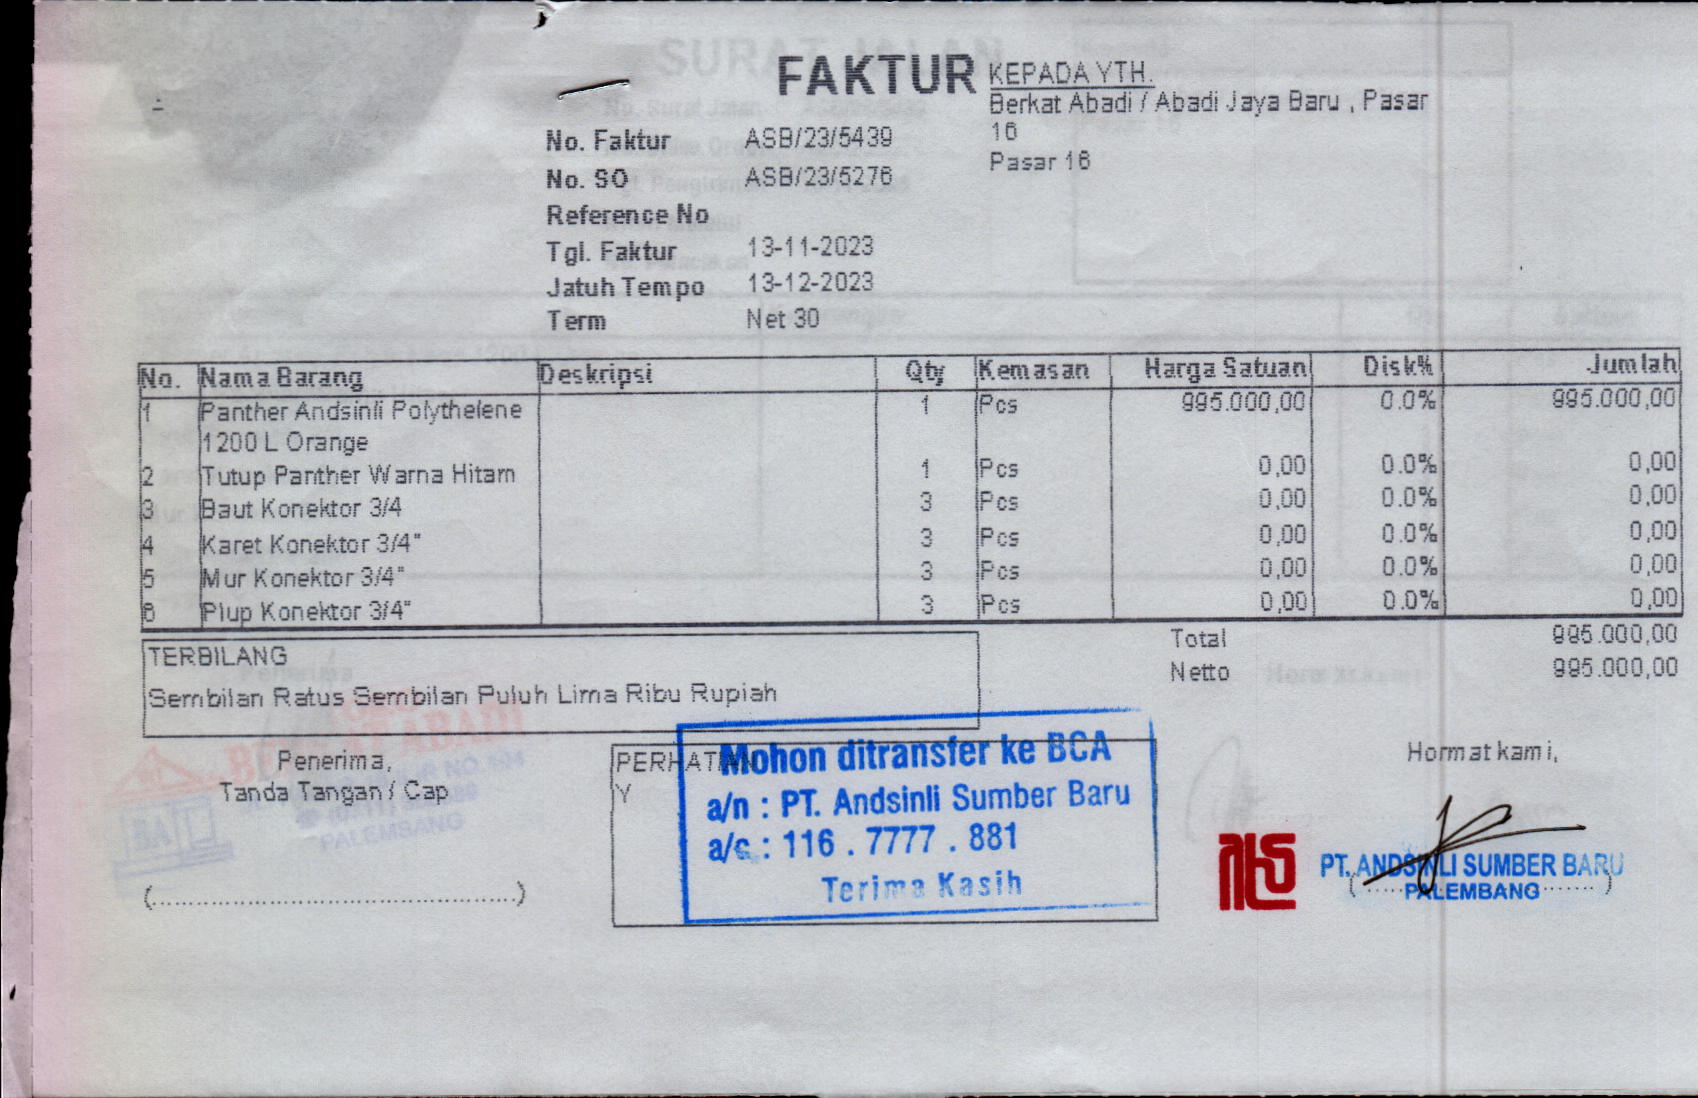 FAKTUR
KEPADA YTH.
Berkat Abadi / Abadi Jaya Baru , Pasar
16
Pasar 16
No. Faktur ASB/23/5439
No. SO ASB/23/5276
Reference No
Tgl. Faktur 13-11-2023
Jatuh Tempo 13-12-2023
Term Net 30
No. Nama Barang Deskripsi Qty Kemasan Harga Satuan Disk% Jumlah
1 Panther Andsinli Polythelene 1 Pcs 995.000,00 0.0% 995.000,00
1200 L Orange
2 Tutup Panther Warna Hitam 1 Pcs 0,00 0.0% 0,00
3 Baut Konektor 3/4 3 Pcs 0,00 0.0% 0,00
4 Karet Konektor 3/4" 3 Pcs 0,00 0.0% 0,00
5 Mur Konektor 3/4" 3 Pcs 0,00 0.0% 0,00
6 Plup Konektor 3/4" 3 Pcs 0,00 0.0% 0,00
Total 995.000,00
Netto 995.000,00
TERBILANG
Sembilan Ratus Sembilan Puluh Lima Ribu Rupiah
Penerima,
Tanda Tangan / Cap
(................................................)
BERKAT ABADI
PALEMBANG
PERHATIAN
Y
Mohon ditransfer ke BCA
a/n : PT. Andsinli Sumber Baru
a/c : 116 . 7777 . 881
Terima Kasih
Hormat kami,
PT. ANDSINLI SUMBER BARU
PALEMBANG